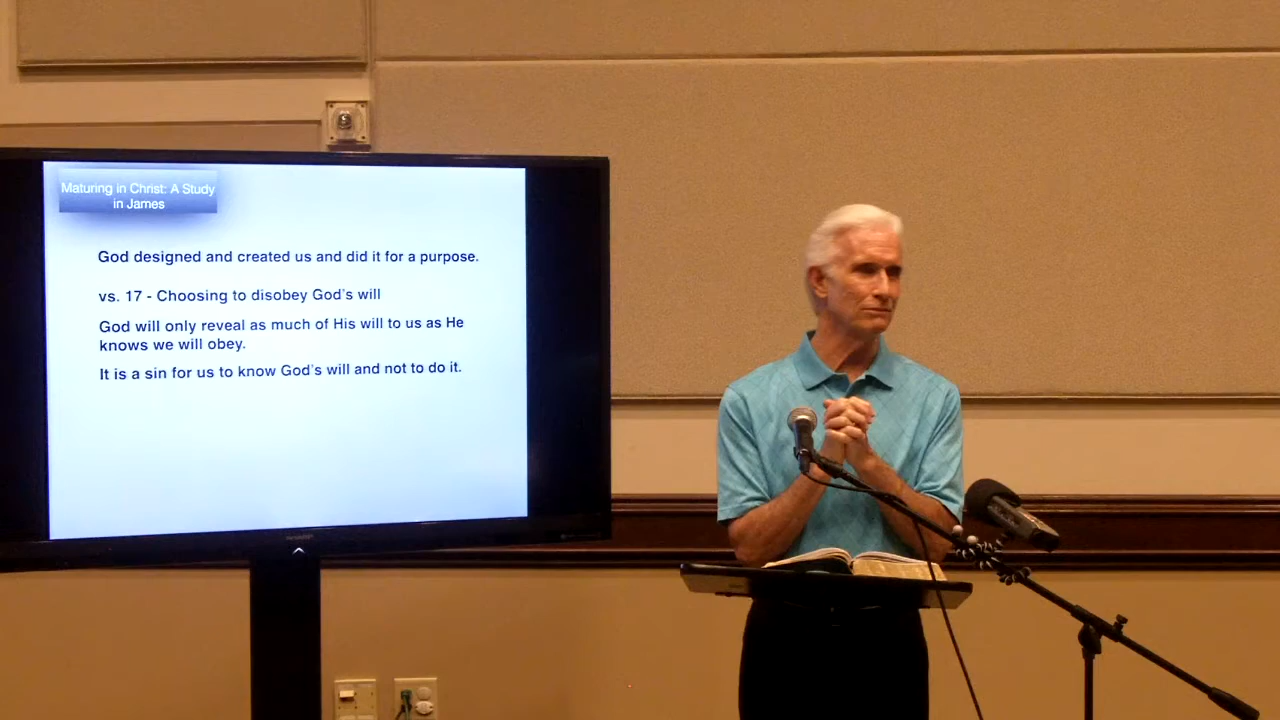 Maturing in Christ: A Study
in James
God designed and created us and did it for a purpose.
vs. 17 - Choosing to disobey God's will
God will only reveal as much of His will to us as He
knows we will obey.
It is a sin for us to know God's will and not to do it.